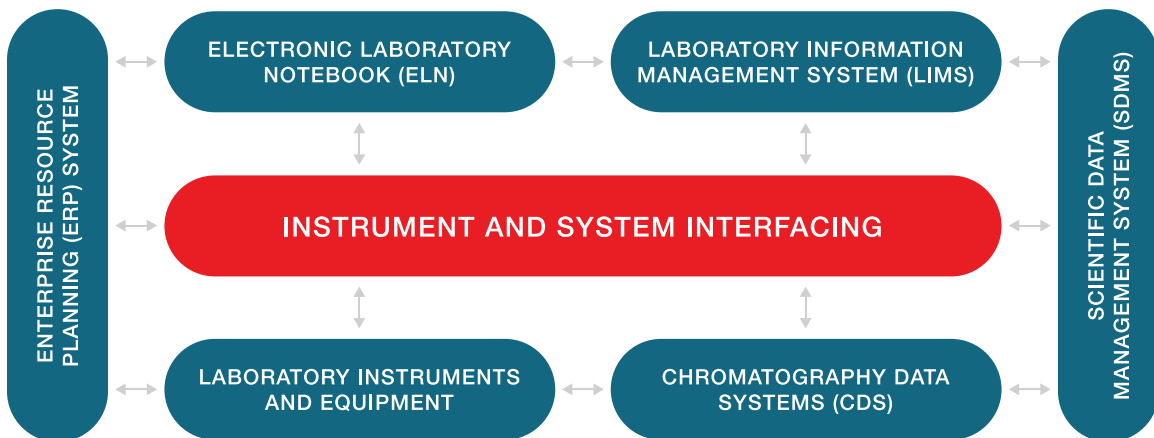 ENTERPRISE RESOURCE
PLANNING (ERP) SYSTEM
ELECTRONIC LABORATORY
NOTEBOOK (ELN)
LABORATORY INFORMATION
MANAGEMENT SYSTEM (LIMS)
INSTRUMENT AND SYSTEM INTERFACING
LABORATORY INSTRUMENTS
AND EQUIPMENT
CHROMATOGRAPHY DATA
SYSTEMS (CDS)
SCIENTIFIC DATA
MANAGEMENT SYSTEM (SDMS)